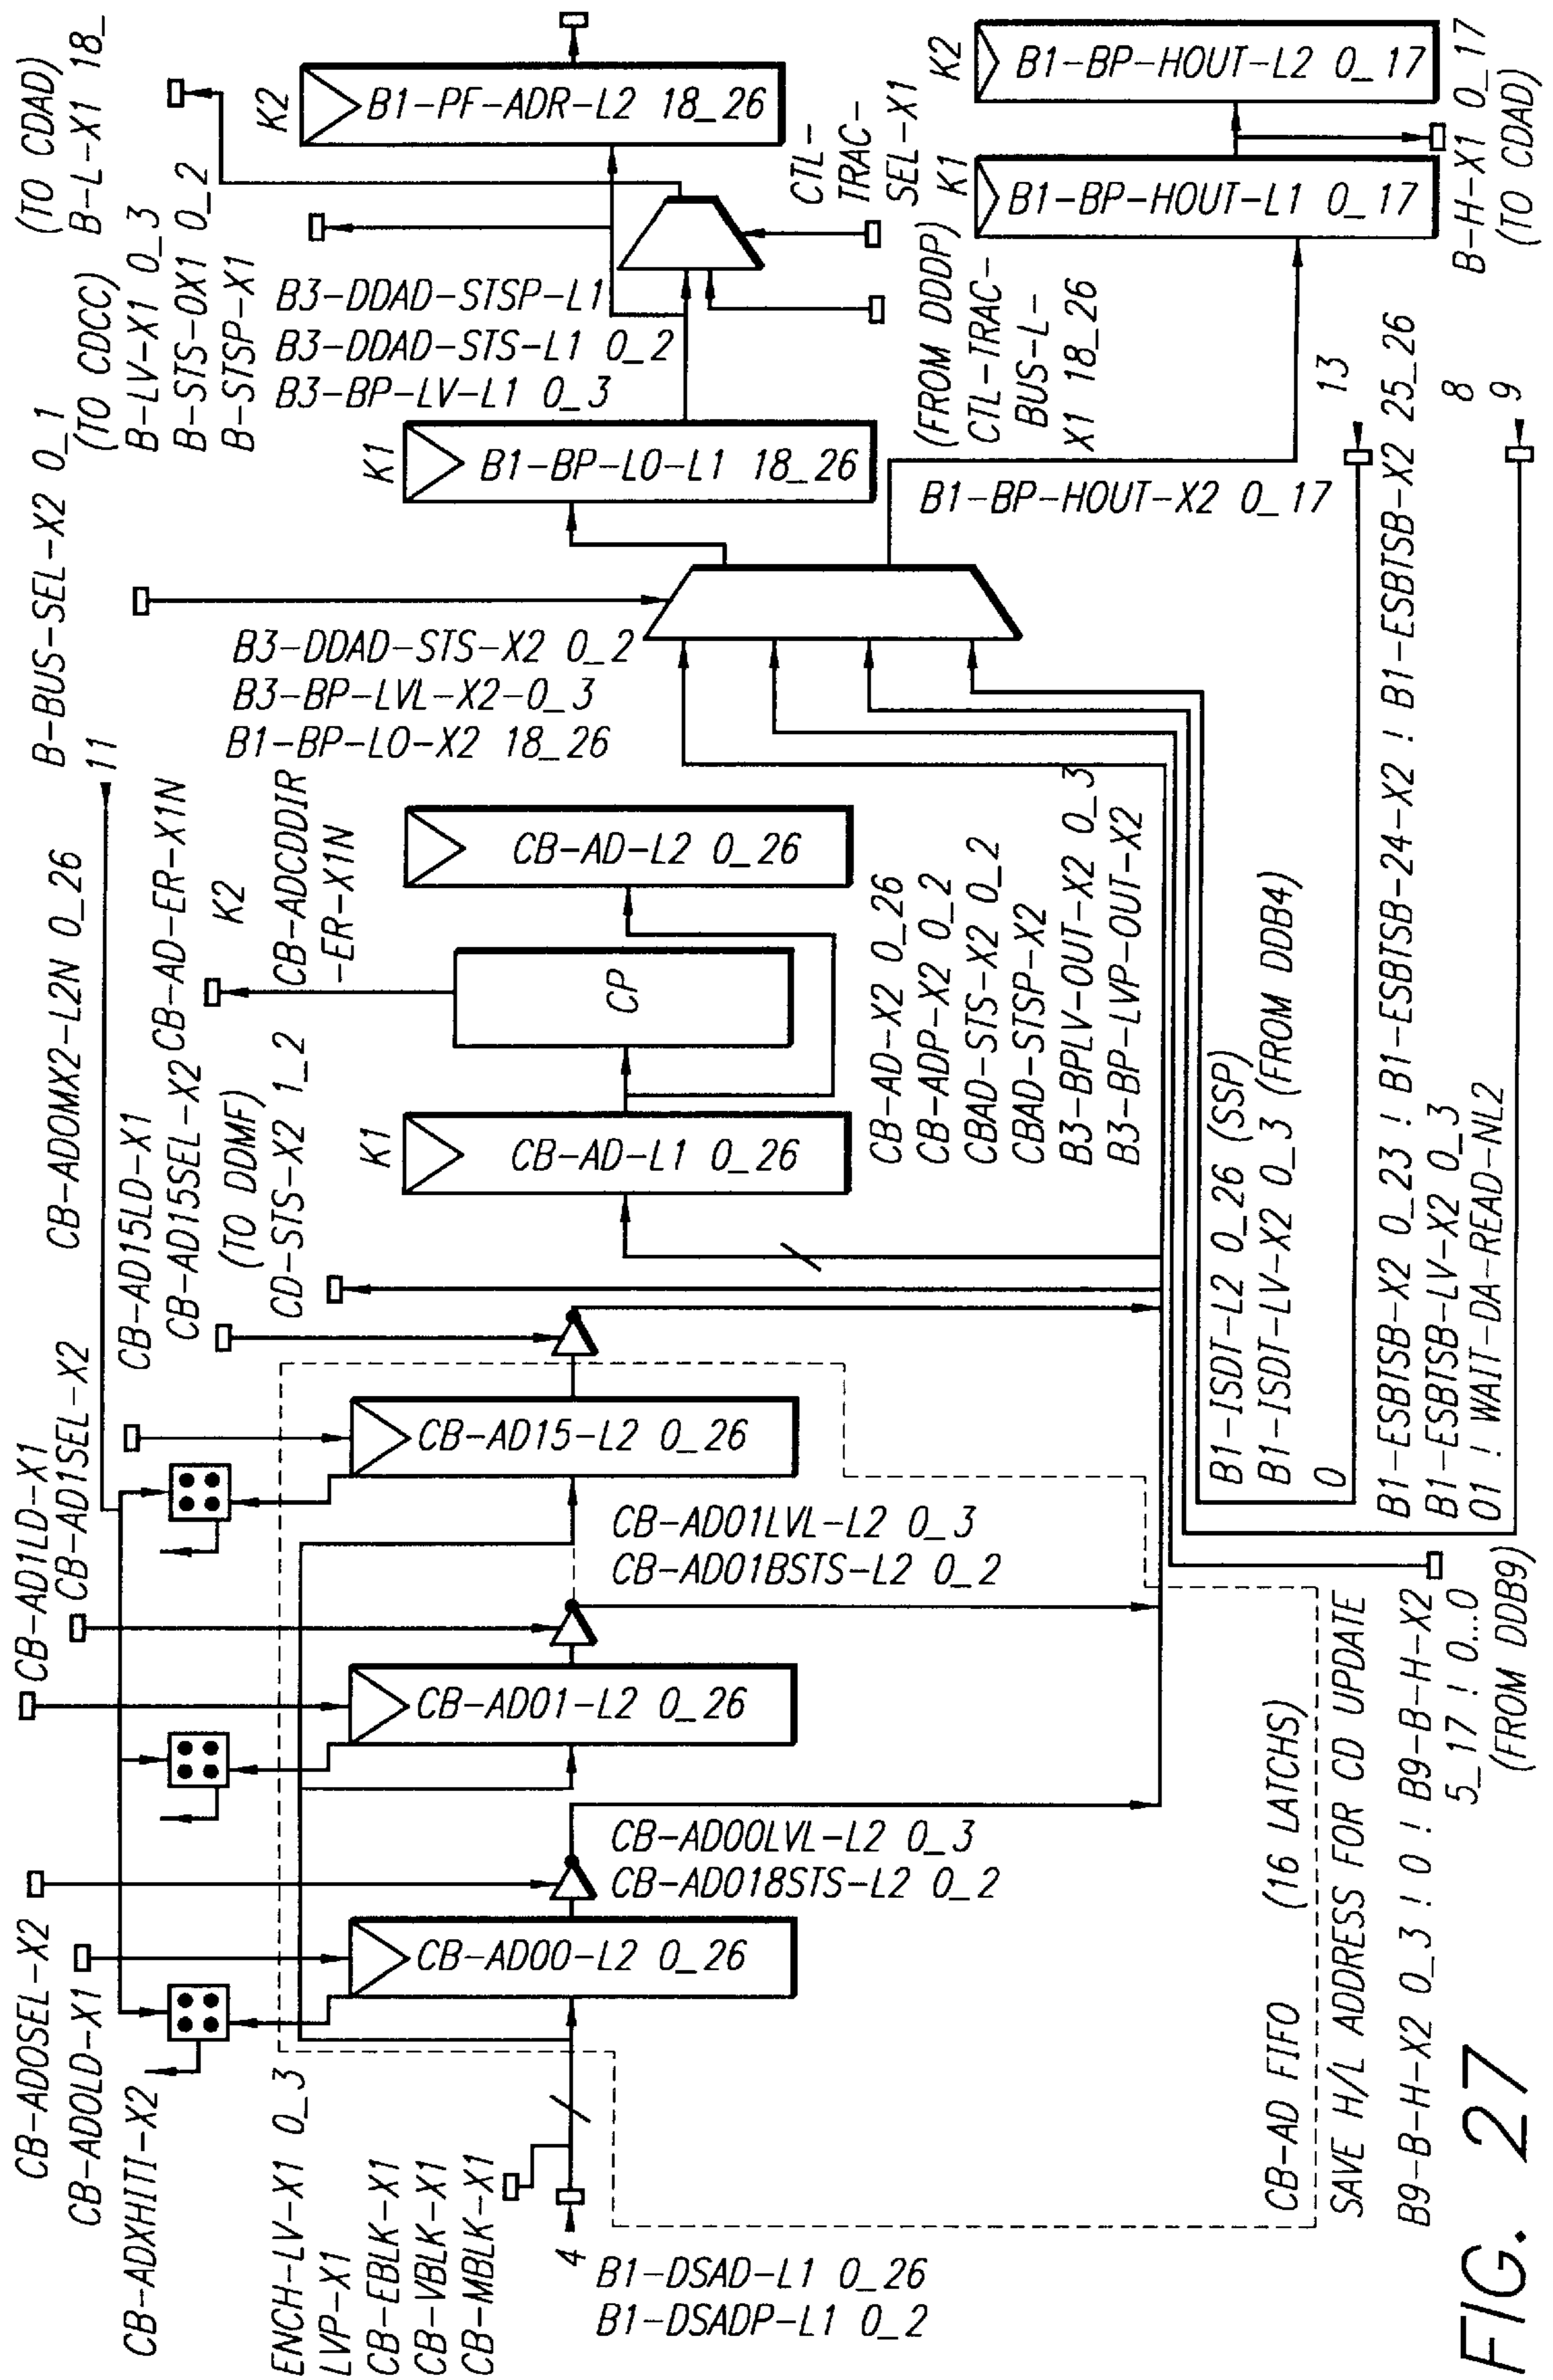 (TO CDAD)
B-L-X1 18_
B-BUS-SEL-X2 0_1
(TO CDCC)
B-LV-X1 0_3
B-STS-0X1 0_2
B-STSP-X1
K2
B1-PF-ADR-L2 18_26
B3-DDAD-STSP-L1
B3-DDAD-STS-L1 0_2
B3-BP-LV-L1 0_3
CTL-
TRAC-
SEL-X1
K1
B1-BP-LO-L1 18_26
(FROM DDDP)
CTL-TRAC-
BUS-L-
X1 18_26
K1
B1-BP-HOUT-L1 0_17
K2
B1-BP-HOUT-L2 0_17
B-H-X1 0_17
(TO CDAD)
B1-BP-HOUT-X2 0_17
13
8
9
11
B3-DDAD-STS-X2 0_2
B3-BP-LVL-X2-0_3
B1-BP-LO-X2 18_26
CB-ADOMX2-L2N 0_26
CB-AD15LD-X1
CB-AD15SEL-X2
CB-AD-ER-X1N
(TO DDMF)
CD-STS-X2 1_2
K2
CB-ADCDDIR
-ER-X1N
CB-AD-L2 0_26
CP
K1
CB-AD-L1 0_26
CB-AD-X2 0_26
CB-ADP-X2 0_2
CBAD-STS-X2 0_2
CBAD-STSP-X2
B3-BPLV-OUT-X2 0_3
B3-BP-LVP-OUT-X2
B1-ISDT-L2 0_26 (SSP)
B1-ISDT-LV-X2 0_3 (FROM DDB4)
0
B1-ESBTSB-X2 0_23 ! B1-ESBTSB-24-X2 ! B1-ESBTSB-X2 25_26
B1-ESBTSB-LV-X2 0_3
01 ! WAIT-DA-READ-NL2
CB-AD1LD-X1
CB-AD1SEL-X2
CB-AD15-L2 0_26
CB-AD01LVL-L2 0_3
CB-AD01BSTS-L2 0_2
CB-AD01-L2 0_26
CB-AD00LVL-L2 0_3
CB-AD018STS-L2 0_2
CB-AD00-L2 0_26
CB-ADOSEL-X2
CB-ADOLD-X1
CB-ADXHITI-X2
ENCH-LV-X1 0_3
LVP-X1
CB-EBLK-X1
CB-VBLK-X1
CB-MBLK-X1
4
B1-DSAD-L1 0_26
B1-DSADP-L1 0_2
CB-AD FIFO (16 LATCHS)
SAVE H/L ADDRESS FOR CD UPDATE
B9-B-H-X2 0_3 ! 0 ! B9-B-H-X2
5_17 ! 0...0
(FROM DDB9)
FIG. 27